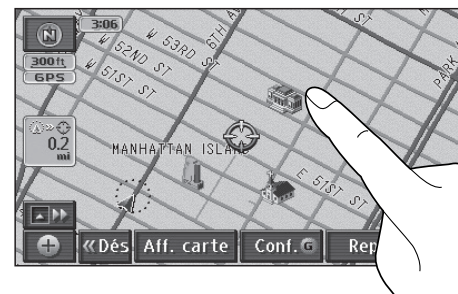 N
3:06
300ft
GPS
W 53RD
6TH A
W 52ND ST
W 51ST ST
ST
PARK
0.2
mi
MANHATTAN ISLA
E 51ST ST
«Dés
Aff. carte
Conf. G
Rep